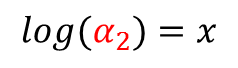 log(α₂) = x